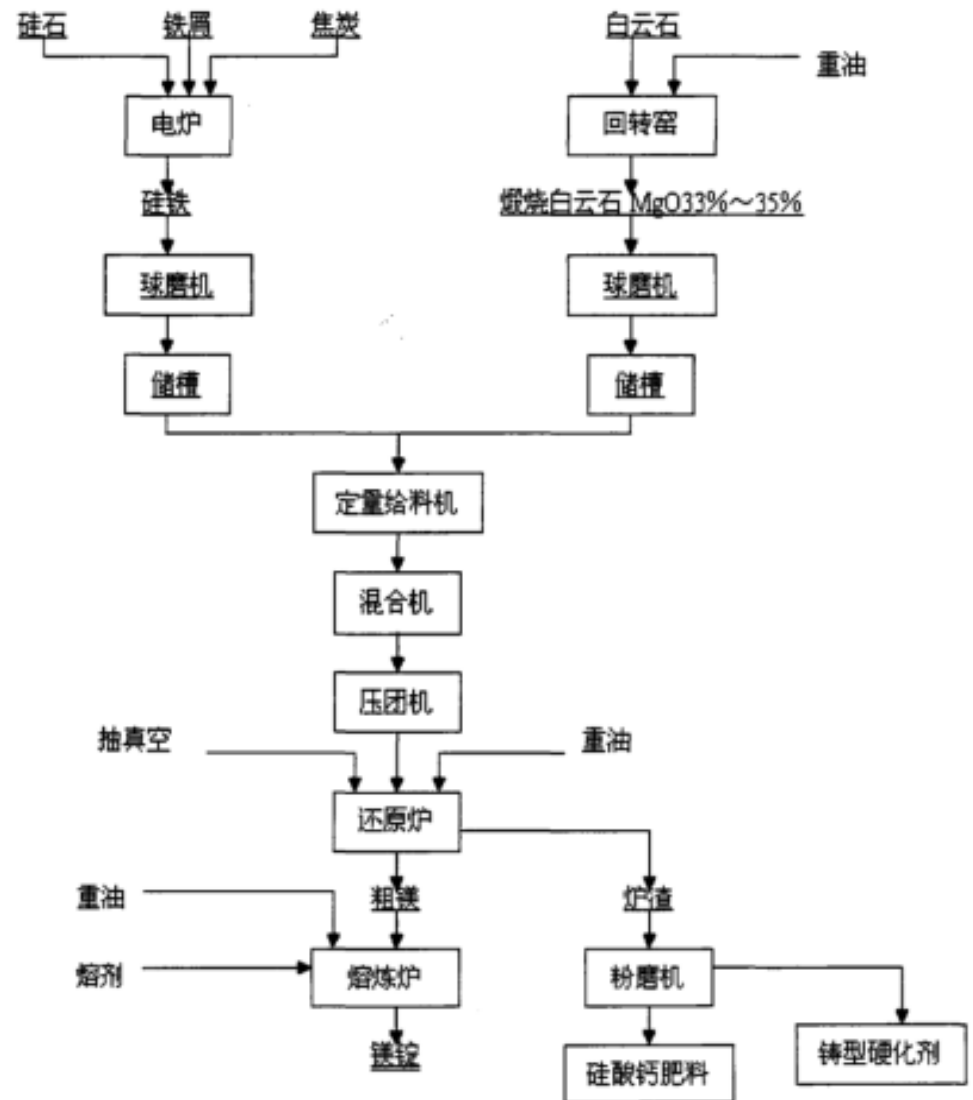 硅石 铁屑 焦炭 白云石
重油
电炉 回转窑
硅铁 煅烧白云石 MgO33%～35%
球磨机 球磨机
储槽 储槽
定量给料机
混合机
压团机
抽真空 重油
还原炉
重油 粗镁 炉渣
熔剂 熔炼炉 粉磨机
镁锭 硅酸钙肥料 铸型硬化剂